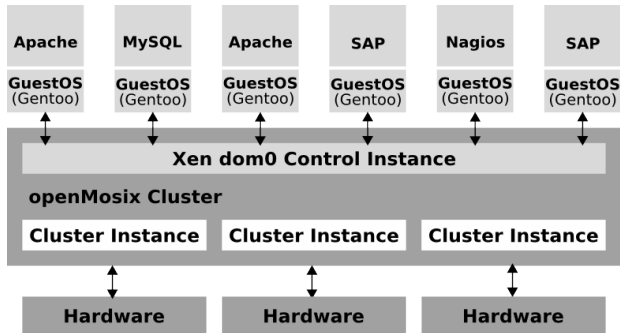 Apache
MySQL
Apache
SAP
Nagios
SAP
GuestOS
(Gentoo)
GuestOS
(Gentoo)
GuestOS
(Gentoo)
GuestOS
(Gentoo)
GuestOS
(Gentoo)
GuestOS
(Gentoo)
Xen dom0 Control Instance
openMosix Cluster
Cluster Instance
Cluster Instance
Cluster Instance
Hardware
Hardware
Hardware